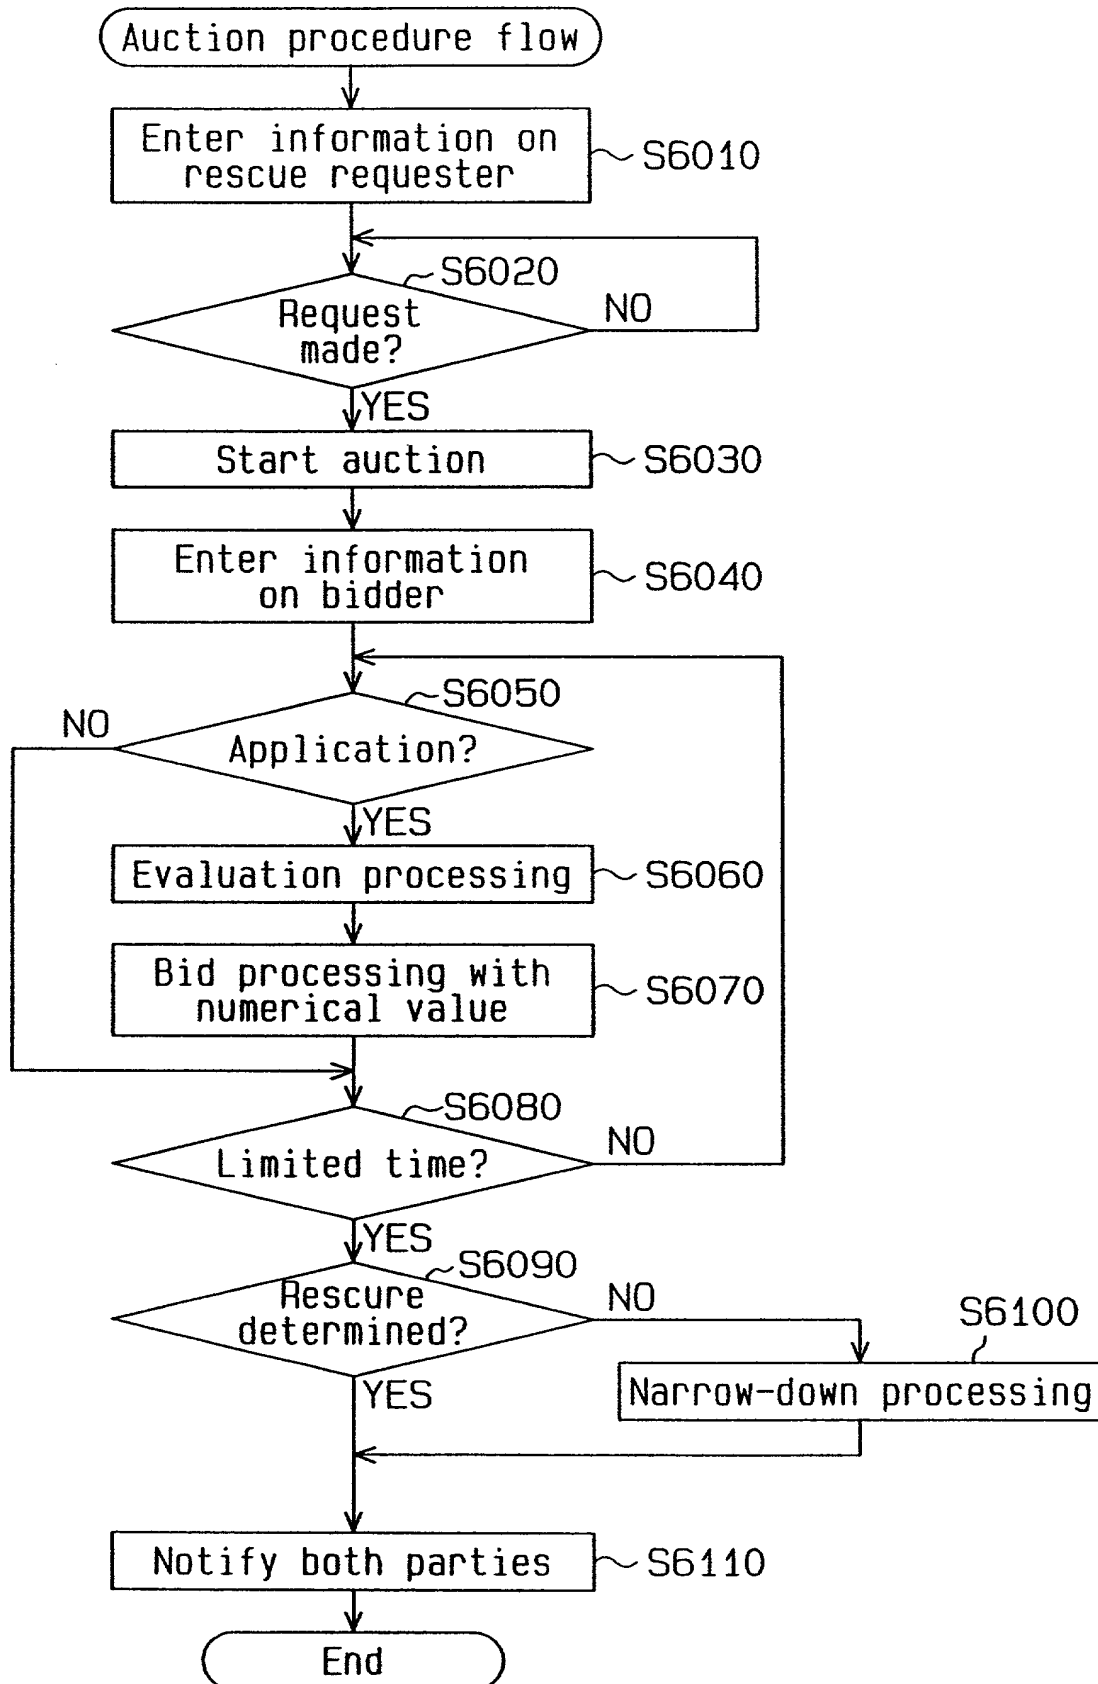 Auction procedure flow
Enter information on
rescue requester
S6010
S6020
Request
made?
NO
YES
Start auction
S6030
Enter information
on bidder
S6040
S6050
NO
Application?
YES
Evaluation processing
S6060
Bid processing with
numerical value
S6070
S6080
Limited time?
NO
YES
S6090
Rescure
determined?
NO
S6100
YES
Narrow-down processing
Notify both parties
S6110
End